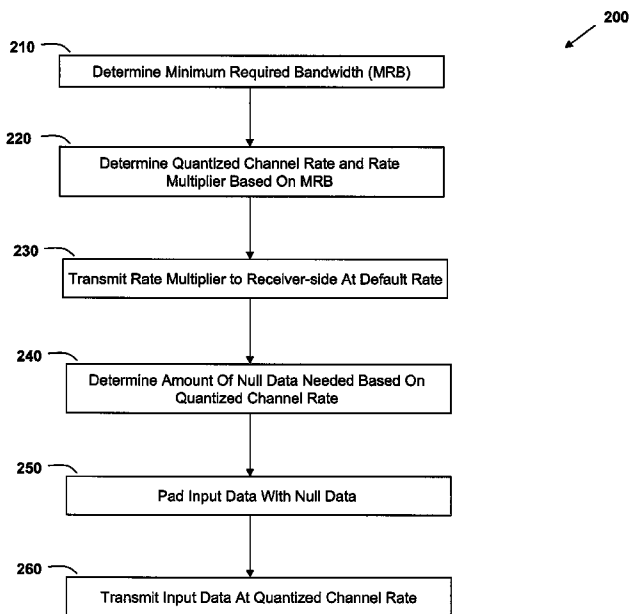 200
210
Determine Minimum Required Bandwidth (MRB)
220
Determine Quantized Channel Rate and Rate
Multiplier Based On MRB
230
Transmit Rate Multiplier to Receiver-side At Default Rate
240
Determine Amount Of Null Data Needed Based On
Quantized Channel Rate
250
Pad Input Data With Null Data
260
Transmit Input Data At Quantized Channel Rate